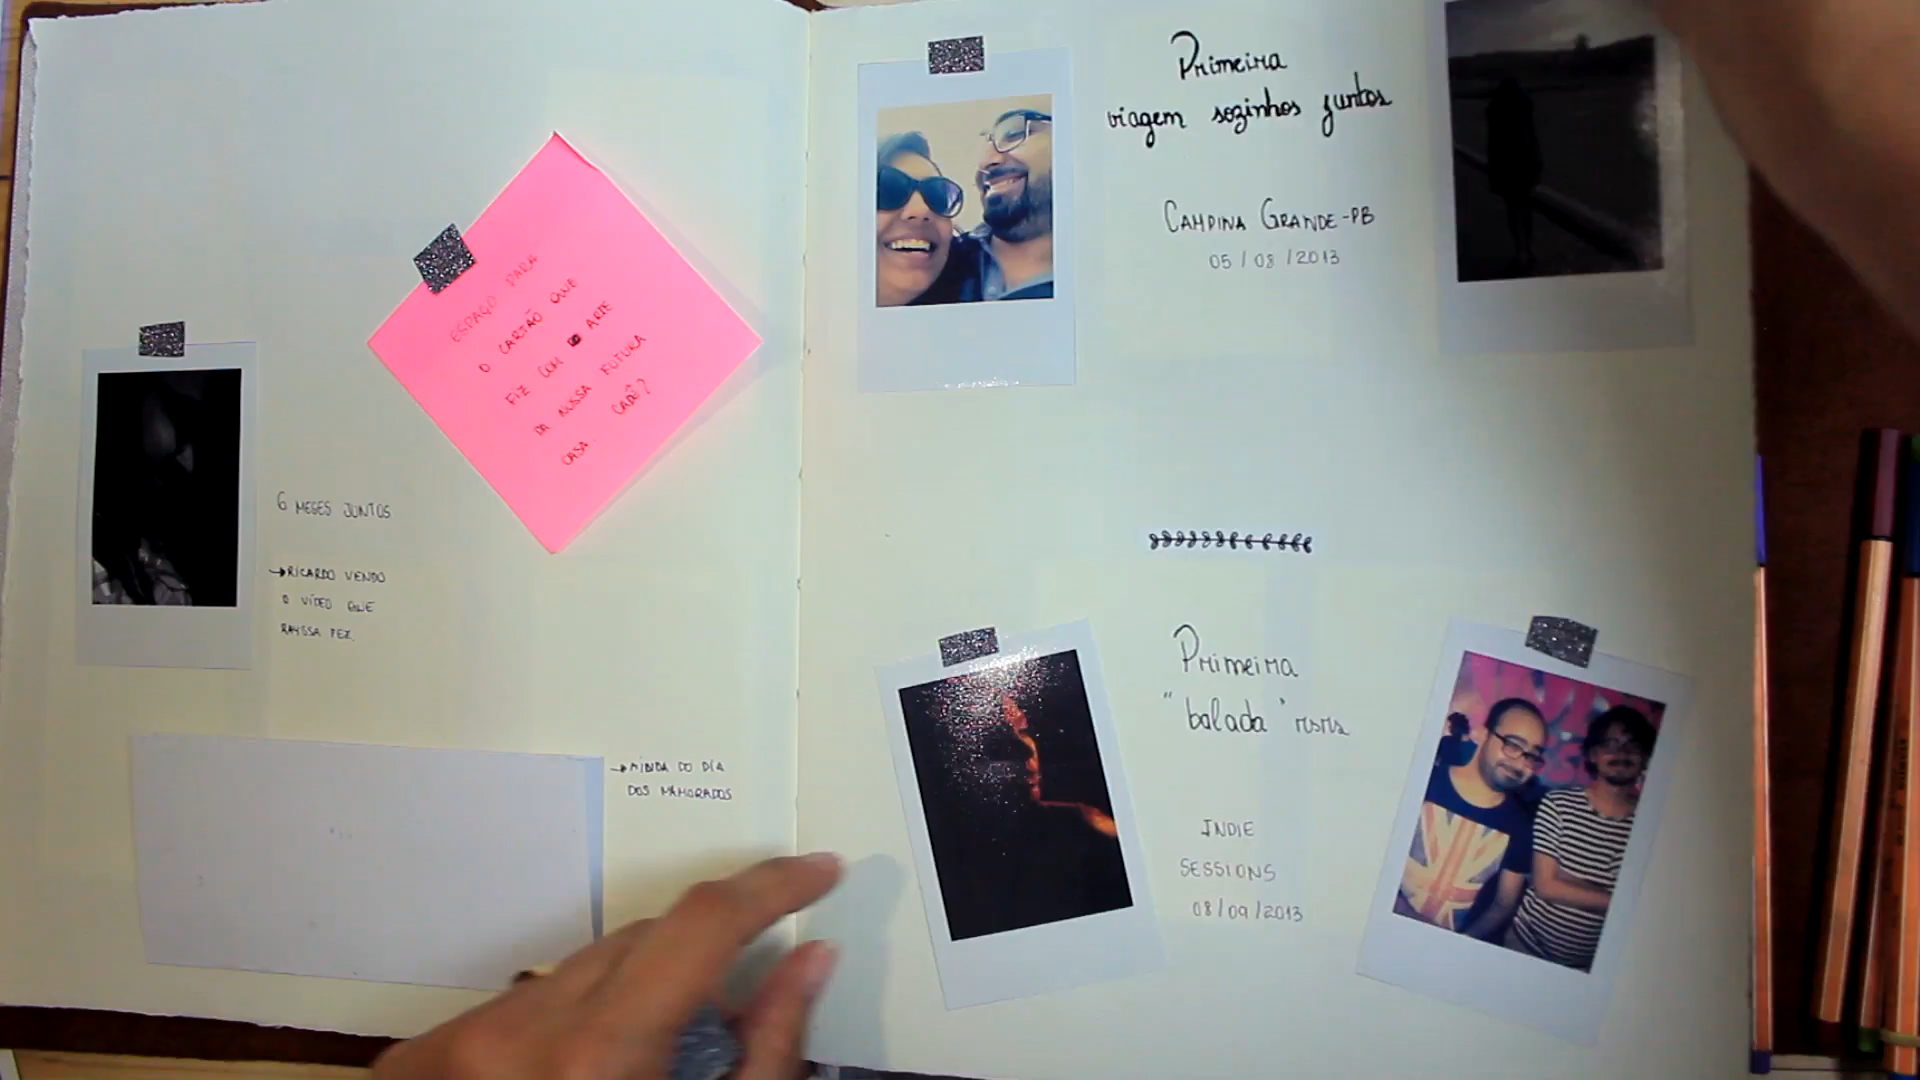 ESPAÇO PARA
O CARTÃO QUE
FIZ COM ARTE
DA NOSSA FUTURA
CASA. CADÊ?
6 MESES JUNTOS
→RICARDO VENDO
O VÍDEO QUE
RAYSSA FEZ.
DO DIA
DOS NAMORADOS
Primeira
viagem sozinhos juntos
CAMPINA GRANDE-PB
05/08/2013
Primeira
"balada" rsrs
INDIE
SESSIONS
08/09/2013